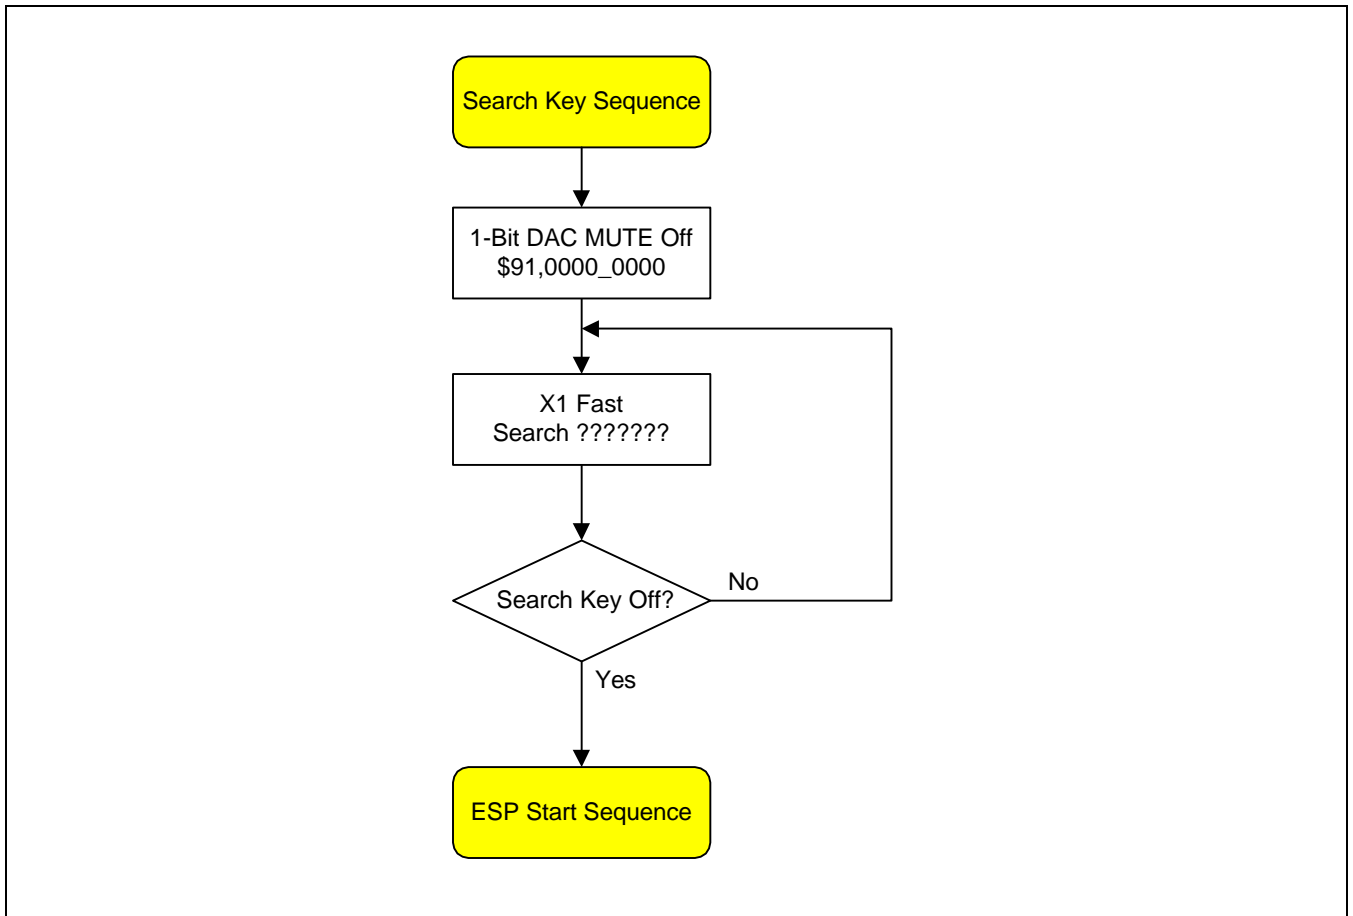 Search Key Sequence
1-Bit DAC MUTE Off
$91,0000_0000
X1 Fast
Search ???????
Search Key Off?
No
Yes
ESP Start Sequence